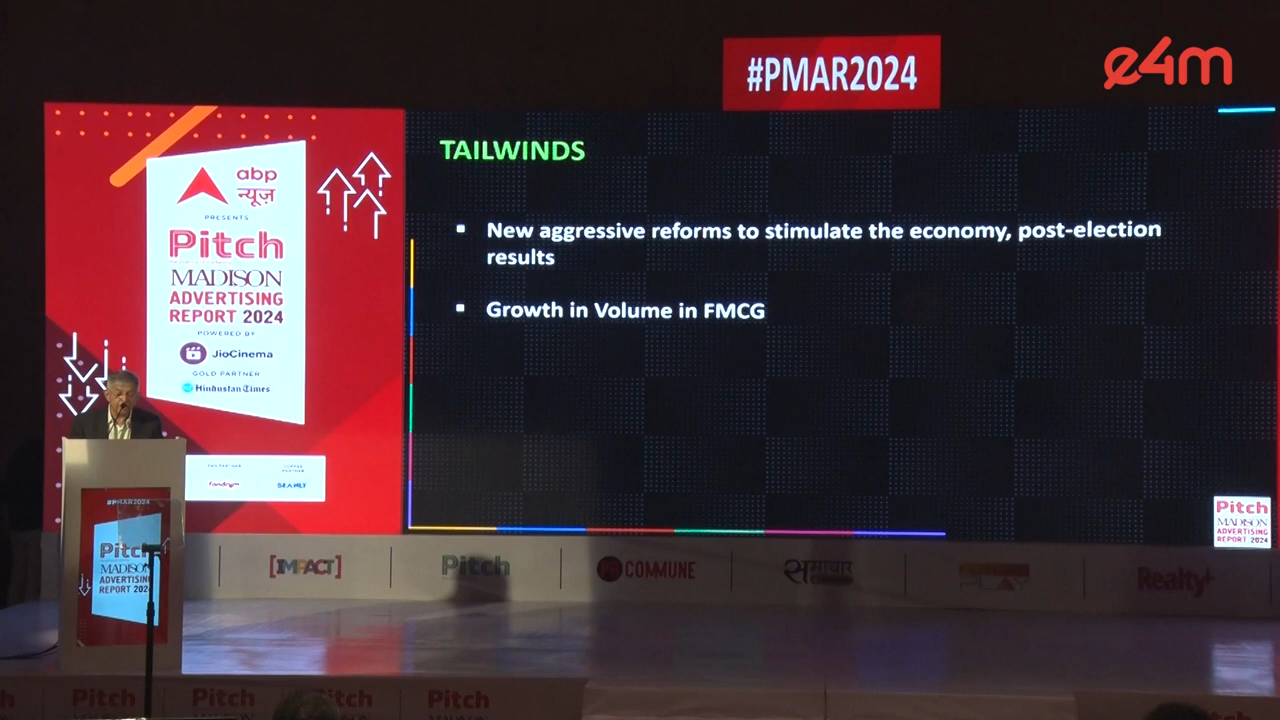 #PMAR2024
e4m
abp
न्यूज़
PRESENTS
Pitch
MADISON
ADVERTISING
REPORT 2024
POWERED BY
JioCinema
GOLD PARTNER
Hindustan Times
TAILWINDS
▪ New aggressive reforms to stimulate the economy, post-election
results
▪ Growth in Volume in FMCG
#PMAR2024
Pitch
MADISON
ADVERTISING
REPORT 2024
Pitch
MADISON
ADVERTISING
REPORT 2024
[IMPACT]
Pitch
COMMUNE
समाचार
Realty+
Pitch
Pitch
Pitch
Pitch